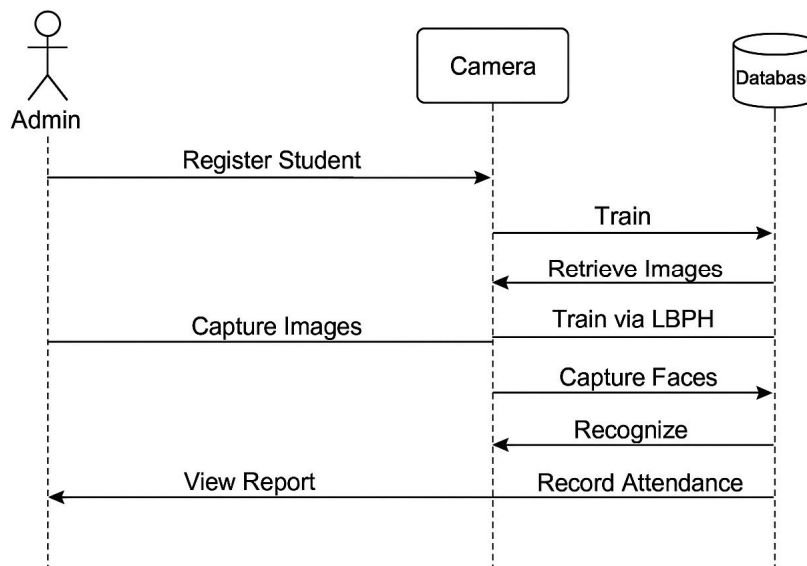 Camera
Database
Admin
Register Student
Train
Retrieve Images
Capture Images
Train via LBPH
Capture Faces
Recognize
View Report
Record Attendance